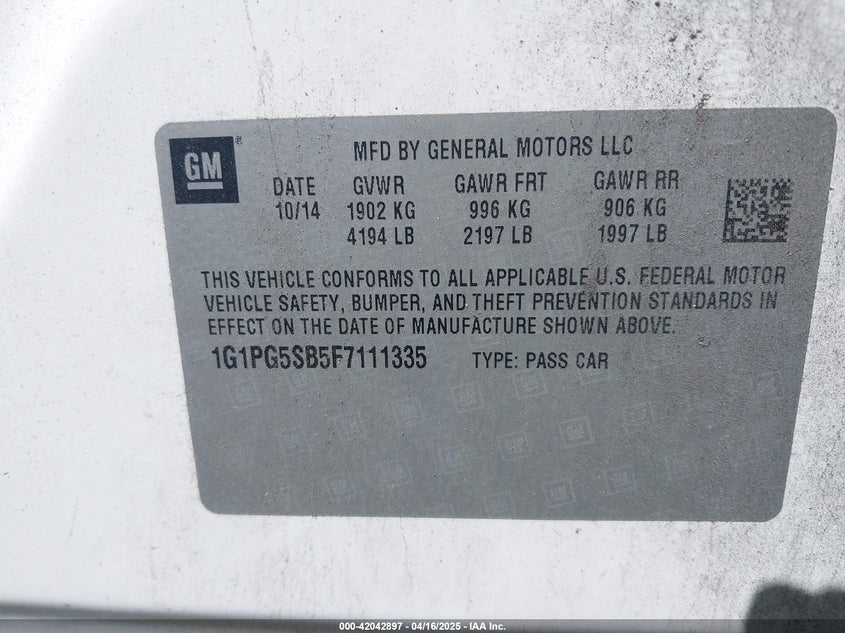 GM
MFD BY GENERAL MOTORS LLC
DATE GVWR GAWR FRT GAWR RR
10/14 1902 KG 996 KG 906 KG
4194 LB 2197 LB 1997 LB
THIS VEHICLE CONFORMS TO ALL APPLICABLE U.S. FEDERAL MOTOR
VEHICLE SAFETY, BUMPER, AND THEFT PREVENTION STANDARDS IN
EFFECT ON THE DATE OF MANUFACTURE SHOWN ABOVE.
1G1PG5SB5F7111335 TYPE: PASS CAR
000-42042897 - 04/16/2025 - IAA Inc.